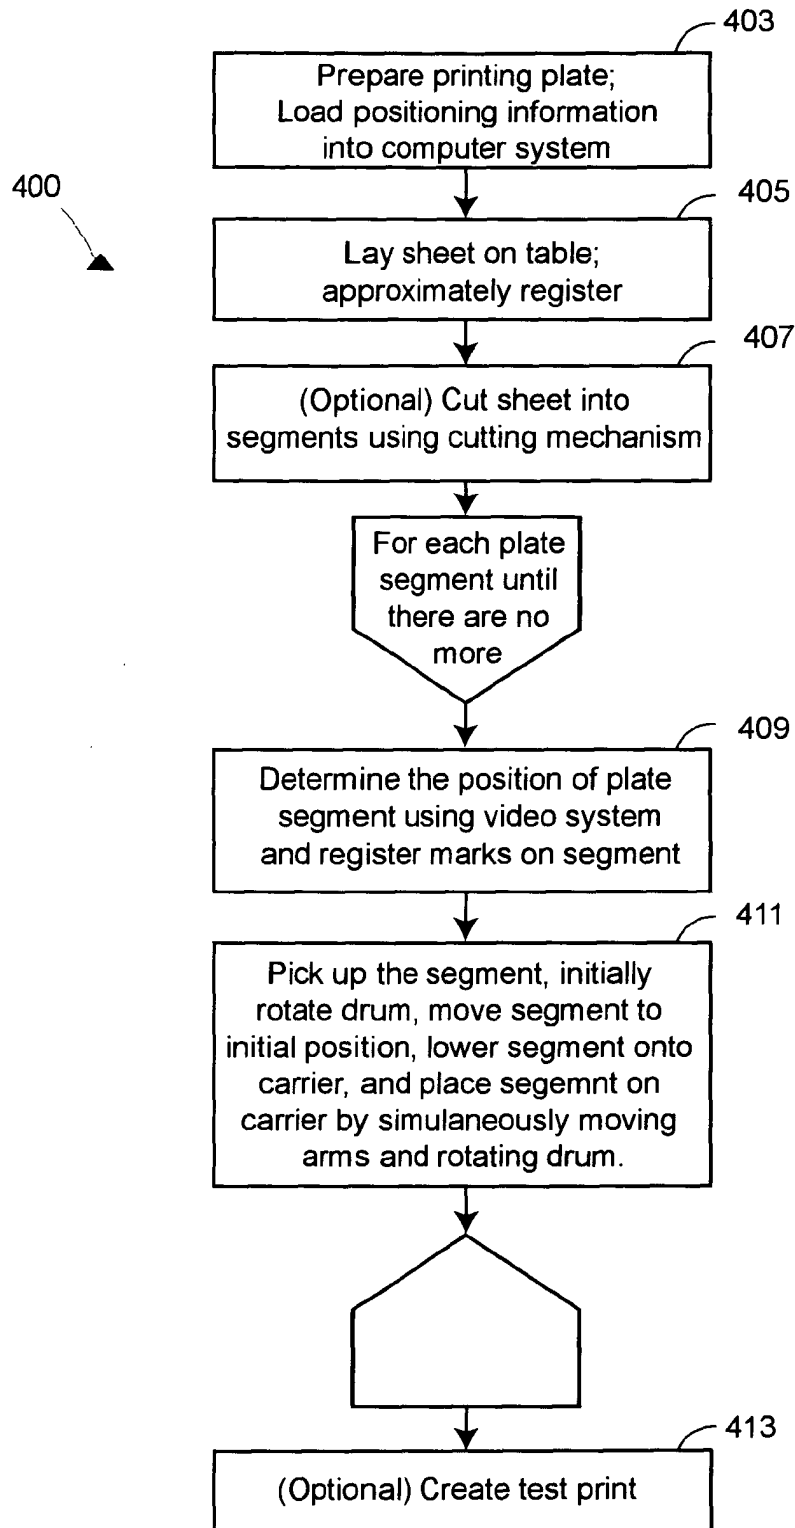 403
Prepare printing plate;
Load positioning information
into computer system
400
405
Lay sheet on table;
approximately register
407
(Optional) Cut sheet into
segments using cutting mechanism
For each plate
segment until
there are no
more
409
Determine the position of plate
segment using video system
and register marks on segment
411
Pick up the segment, initially
rotate drum, move segment to
initial position, lower segment onto
carrier, and place segemnt on
carrier by simulaneously moving
arms and rotating drum.
413
(Optional) Create test print